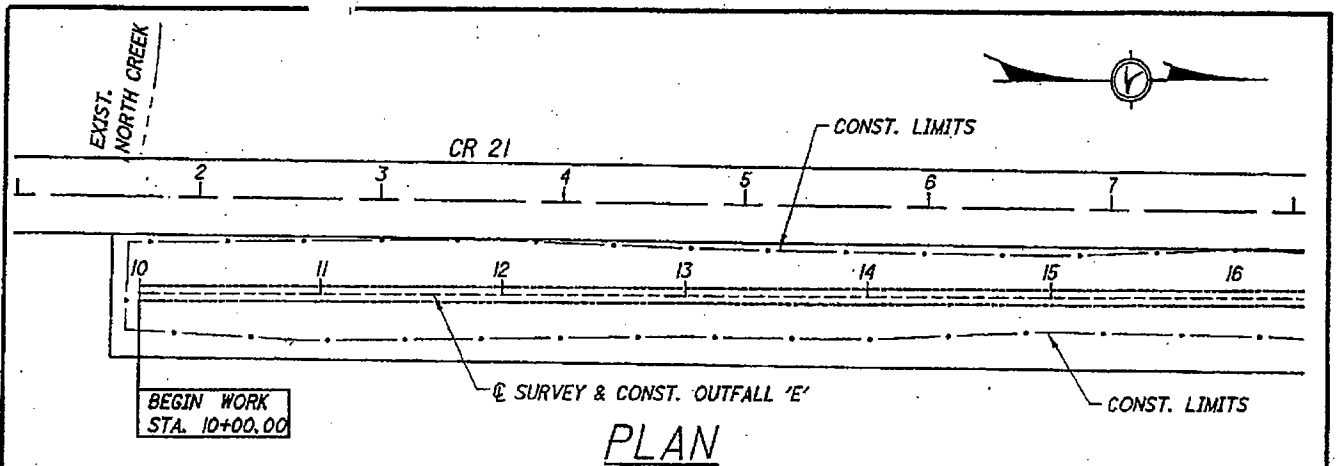 EXIST.
NORTH CREEK
CR 21
CONST. LIMITS
2 3 4 5 6 7
10 11 12 13 14 15 16
BEGIN WORK
STA. 10+00.00
℄ SURVEY & CONST. OUTFALL 'E'
CONST. LIMITS
PLAN